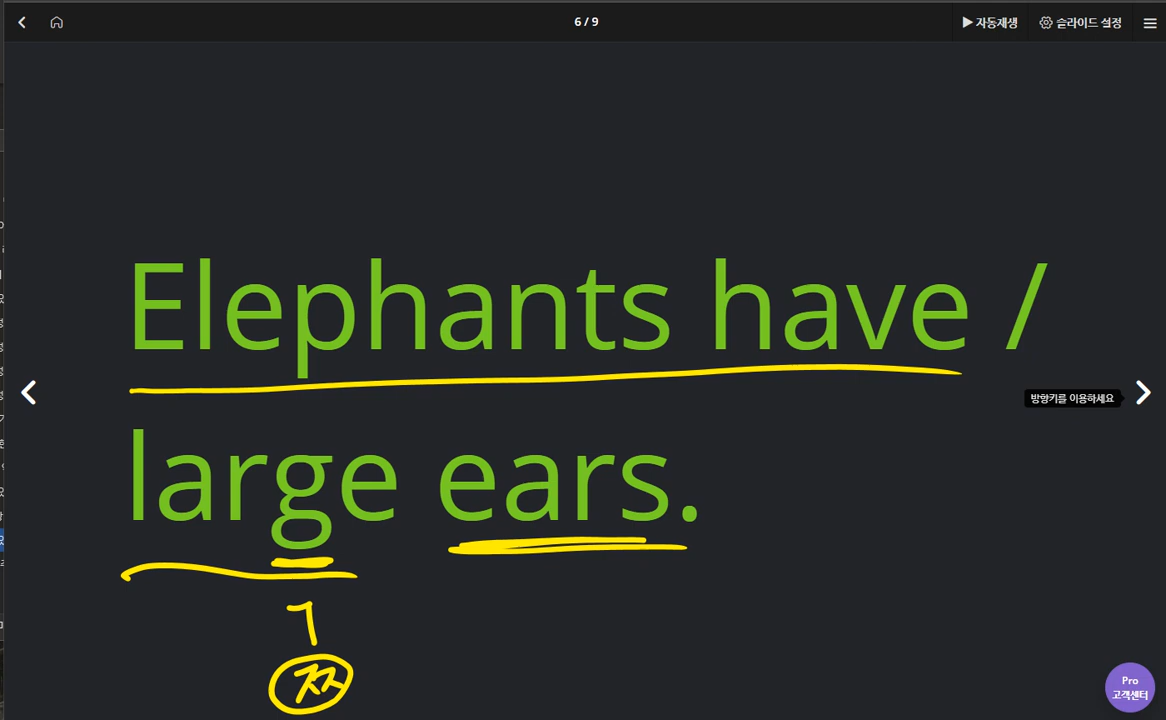 6 / 9
▶ 자동재생
슬라이드 설정
Elephants have /
방향키를 이용하세요
large ears.
ㄱ
ㅉ
Pro
고객센터